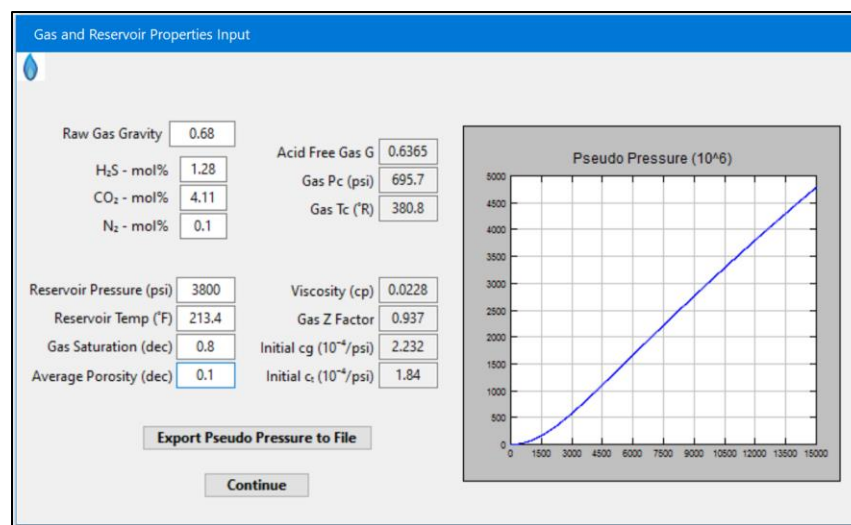 Gas and Reservoir Properties Input
Raw Gas Gravity 0.68
H₂S - mol% 1.28
CO₂ - mol% 4.11
N₂ - mol% 0.1
Acid Free Gas G 0.6365
Gas Pc (psi) 695.7
Gas Tc (˚R) 380.8
Reservoir Pressure (psi) 3800
Reservoir Temp (˚F) 213.4
Gas Saturation (dec) 0.8
Average Porosity (dec) 0.1
Viscosity (cp) 0.0228
Gas Z Factor 0.937
Initial cg (10⁻⁴/psi) 2.232
Initial cₜ (10⁻⁴/psi) 1.84
Export Pseudo Pressure to File
Continue
Pseudo Pressure (10^6)
5000
4500
4000
3500
3000
2500
2000
1500
1000
500
0
0 1500 3000 4500 6000 7500 9000 10500 12000 13500 15000